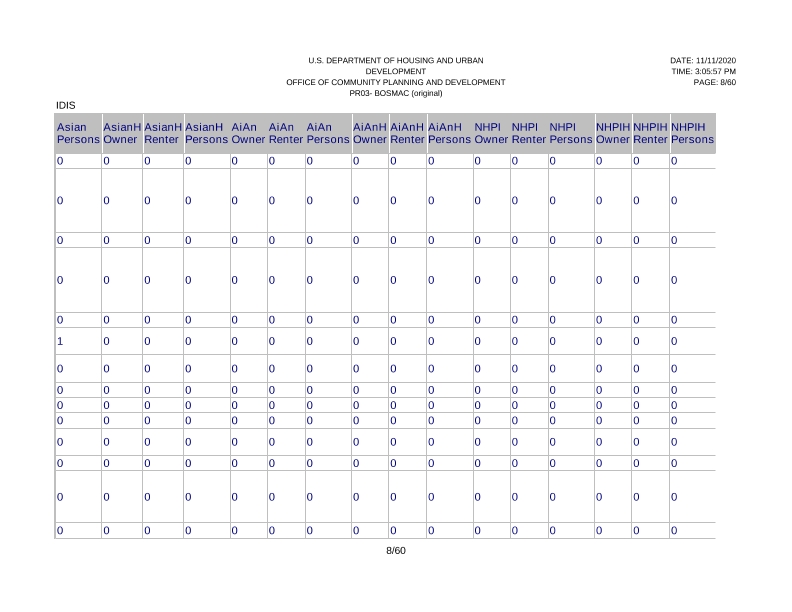 U.S. DEPARTMENT OF HOUSING AND URBAN
DEVELOPMENT
OFFICE OF COMMUNITY PLANNING AND DEVELOPMENT
PR03- BOSMAC (original)
DATE: 11/11/2020
TIME: 3:05:57 PM
PAGE: 8/60
IDIS
Asian Persons AsianH Owner AsianH Renter AsianH Persons AiAn Owner AiAn Renter AiAn Persons AiAnH Owner AiAnH Renter AiAnH Persons NHPI Owner NHPI Renter NHPI Persons NHPIH Owner NHPIH Renter NHPIH Persons
0 0 0 0 0 0 0 0 0 0 0 0 0 0 0 0
0 0 0 0 0 0 0 0 0 0 0 0 0 0 0 0
0 0 0 0 0 0 0 0 0 0 0 0 0 0 0 0
0 0 0 0 0 0 0 0 0 0 0 0 0 0 0 0
0 0 0 0 0 0 0 0 0 0 0 0 0 0 0 0
1 0 0 0 0 0 0 0 0 0 0 0 0 0 0 0
0 0 0 0 0 0 0 0 0 0 0 0 0 0 0 0
0 0 0 0 0 0 0 0 0 0 0 0 0 0 0 0
0 0 0 0 0 0 0 0 0 0 0 0 0 0 0 0
0 0 0 0 0 0 0 0 0 0 0 0 0 0 0 0
0 0 0 0 0 0 0 0 0 0 0 0 0 0 0 0
0 0 0 0 0 0 0 0 0 0 0 0 0 0 0 0
0 0 0 0 0 0 0 0 0 0 0 0 0 0 0 0
0 0 0 0 0 0 0 0 0 0 0 0 0 0 0 0
8/60